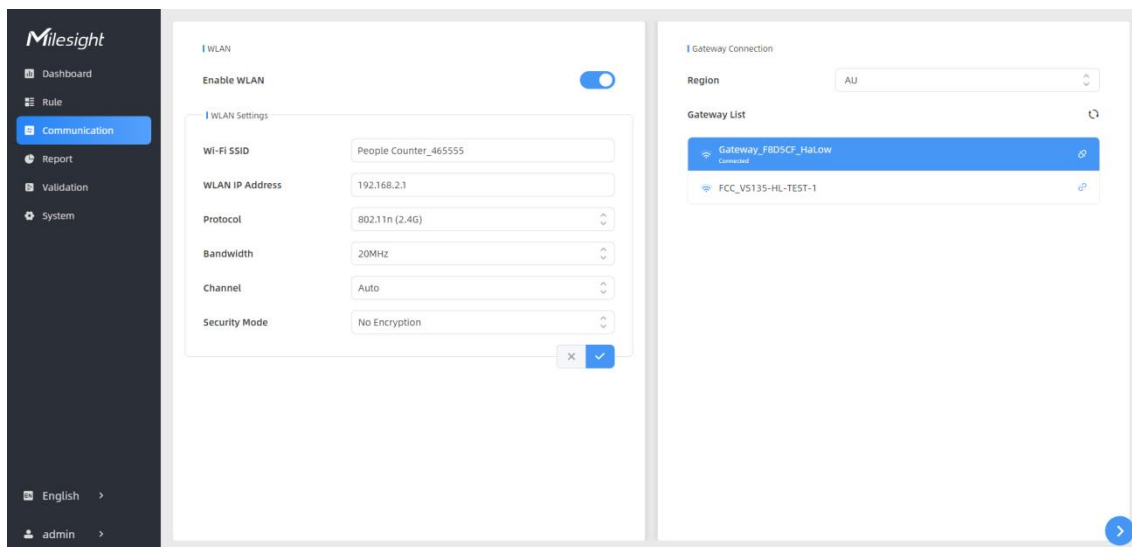 Milesight
Dashboard
Rule
Communication
Report
Validation
System
EN English >
admin >
WLAN
Enable WLAN
WLAN Settings
Wi-Fi SSID People Counter_465555
WLAN IP Address 192.168.2.1
Protocol 802.11n (2.4G)
Bandwidth 20MHz
Channel Auto
Security Mode No Encryption
Gateway Connection
Region AU
Gateway List
Gateway_F8D5CF_HaLow
Connected
FCC_VS135-HL-TEST-1